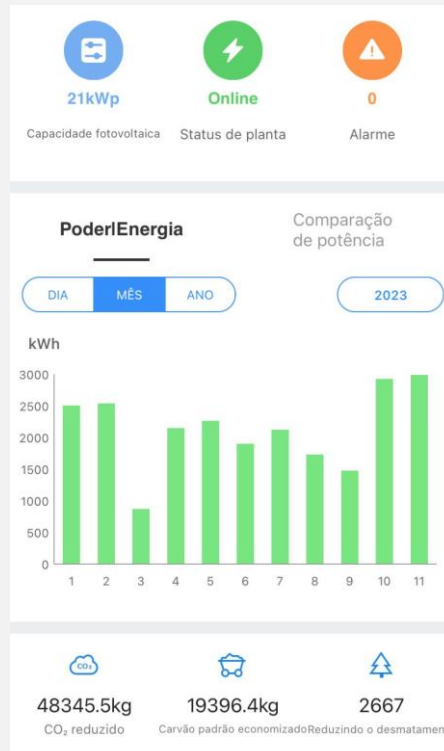 21kWp
Online
0
Capacidade fotovoltaica
Status de planta
Alarme
PoderlEnergia
Comparação
de potência
DIA
MÊS
ANO
2023
kWh
3000
2500
2000
1500
1000
500
0
1 2 3 4 5 6 7 8 9 10 11
CO₂
48345.5kg
19396.4kg
2667
CO₂ reduzido
Carvão padrão economizado
Reduzindo o desmatamen